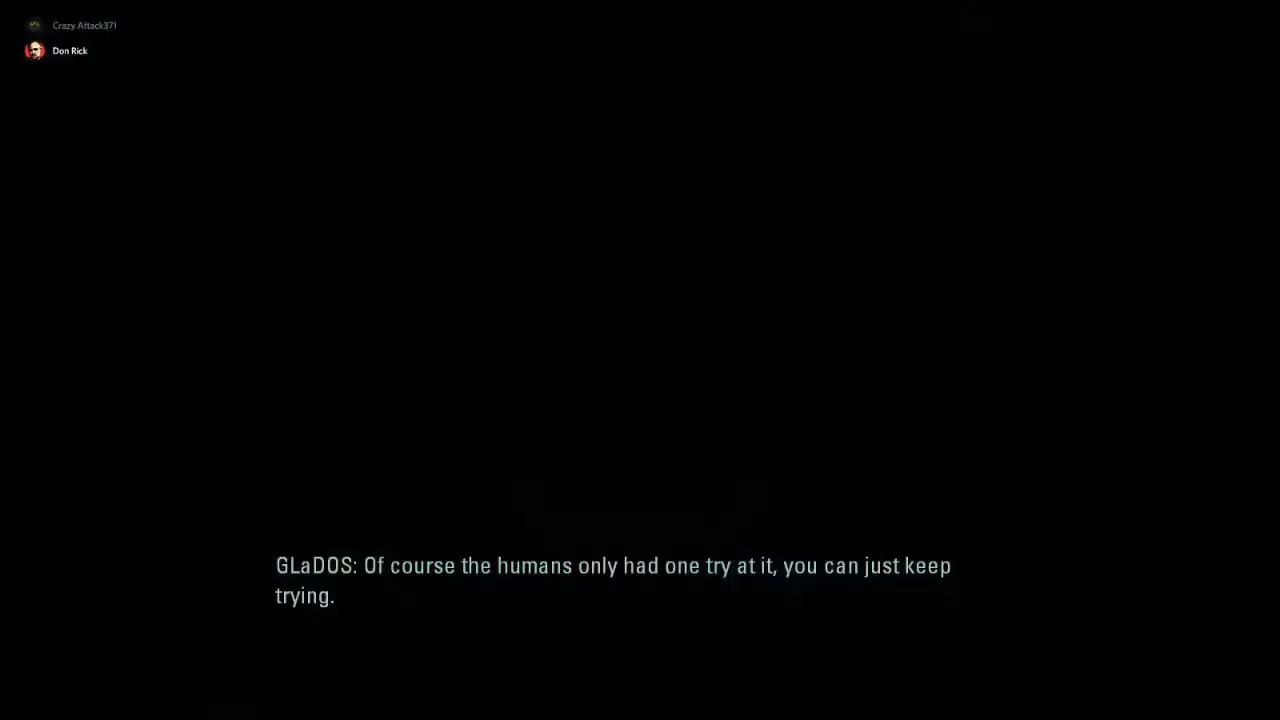 Crazy Attack371
Don Rick
GLaDOS: Of course the humans only had one try at it, you can just keep
trying.